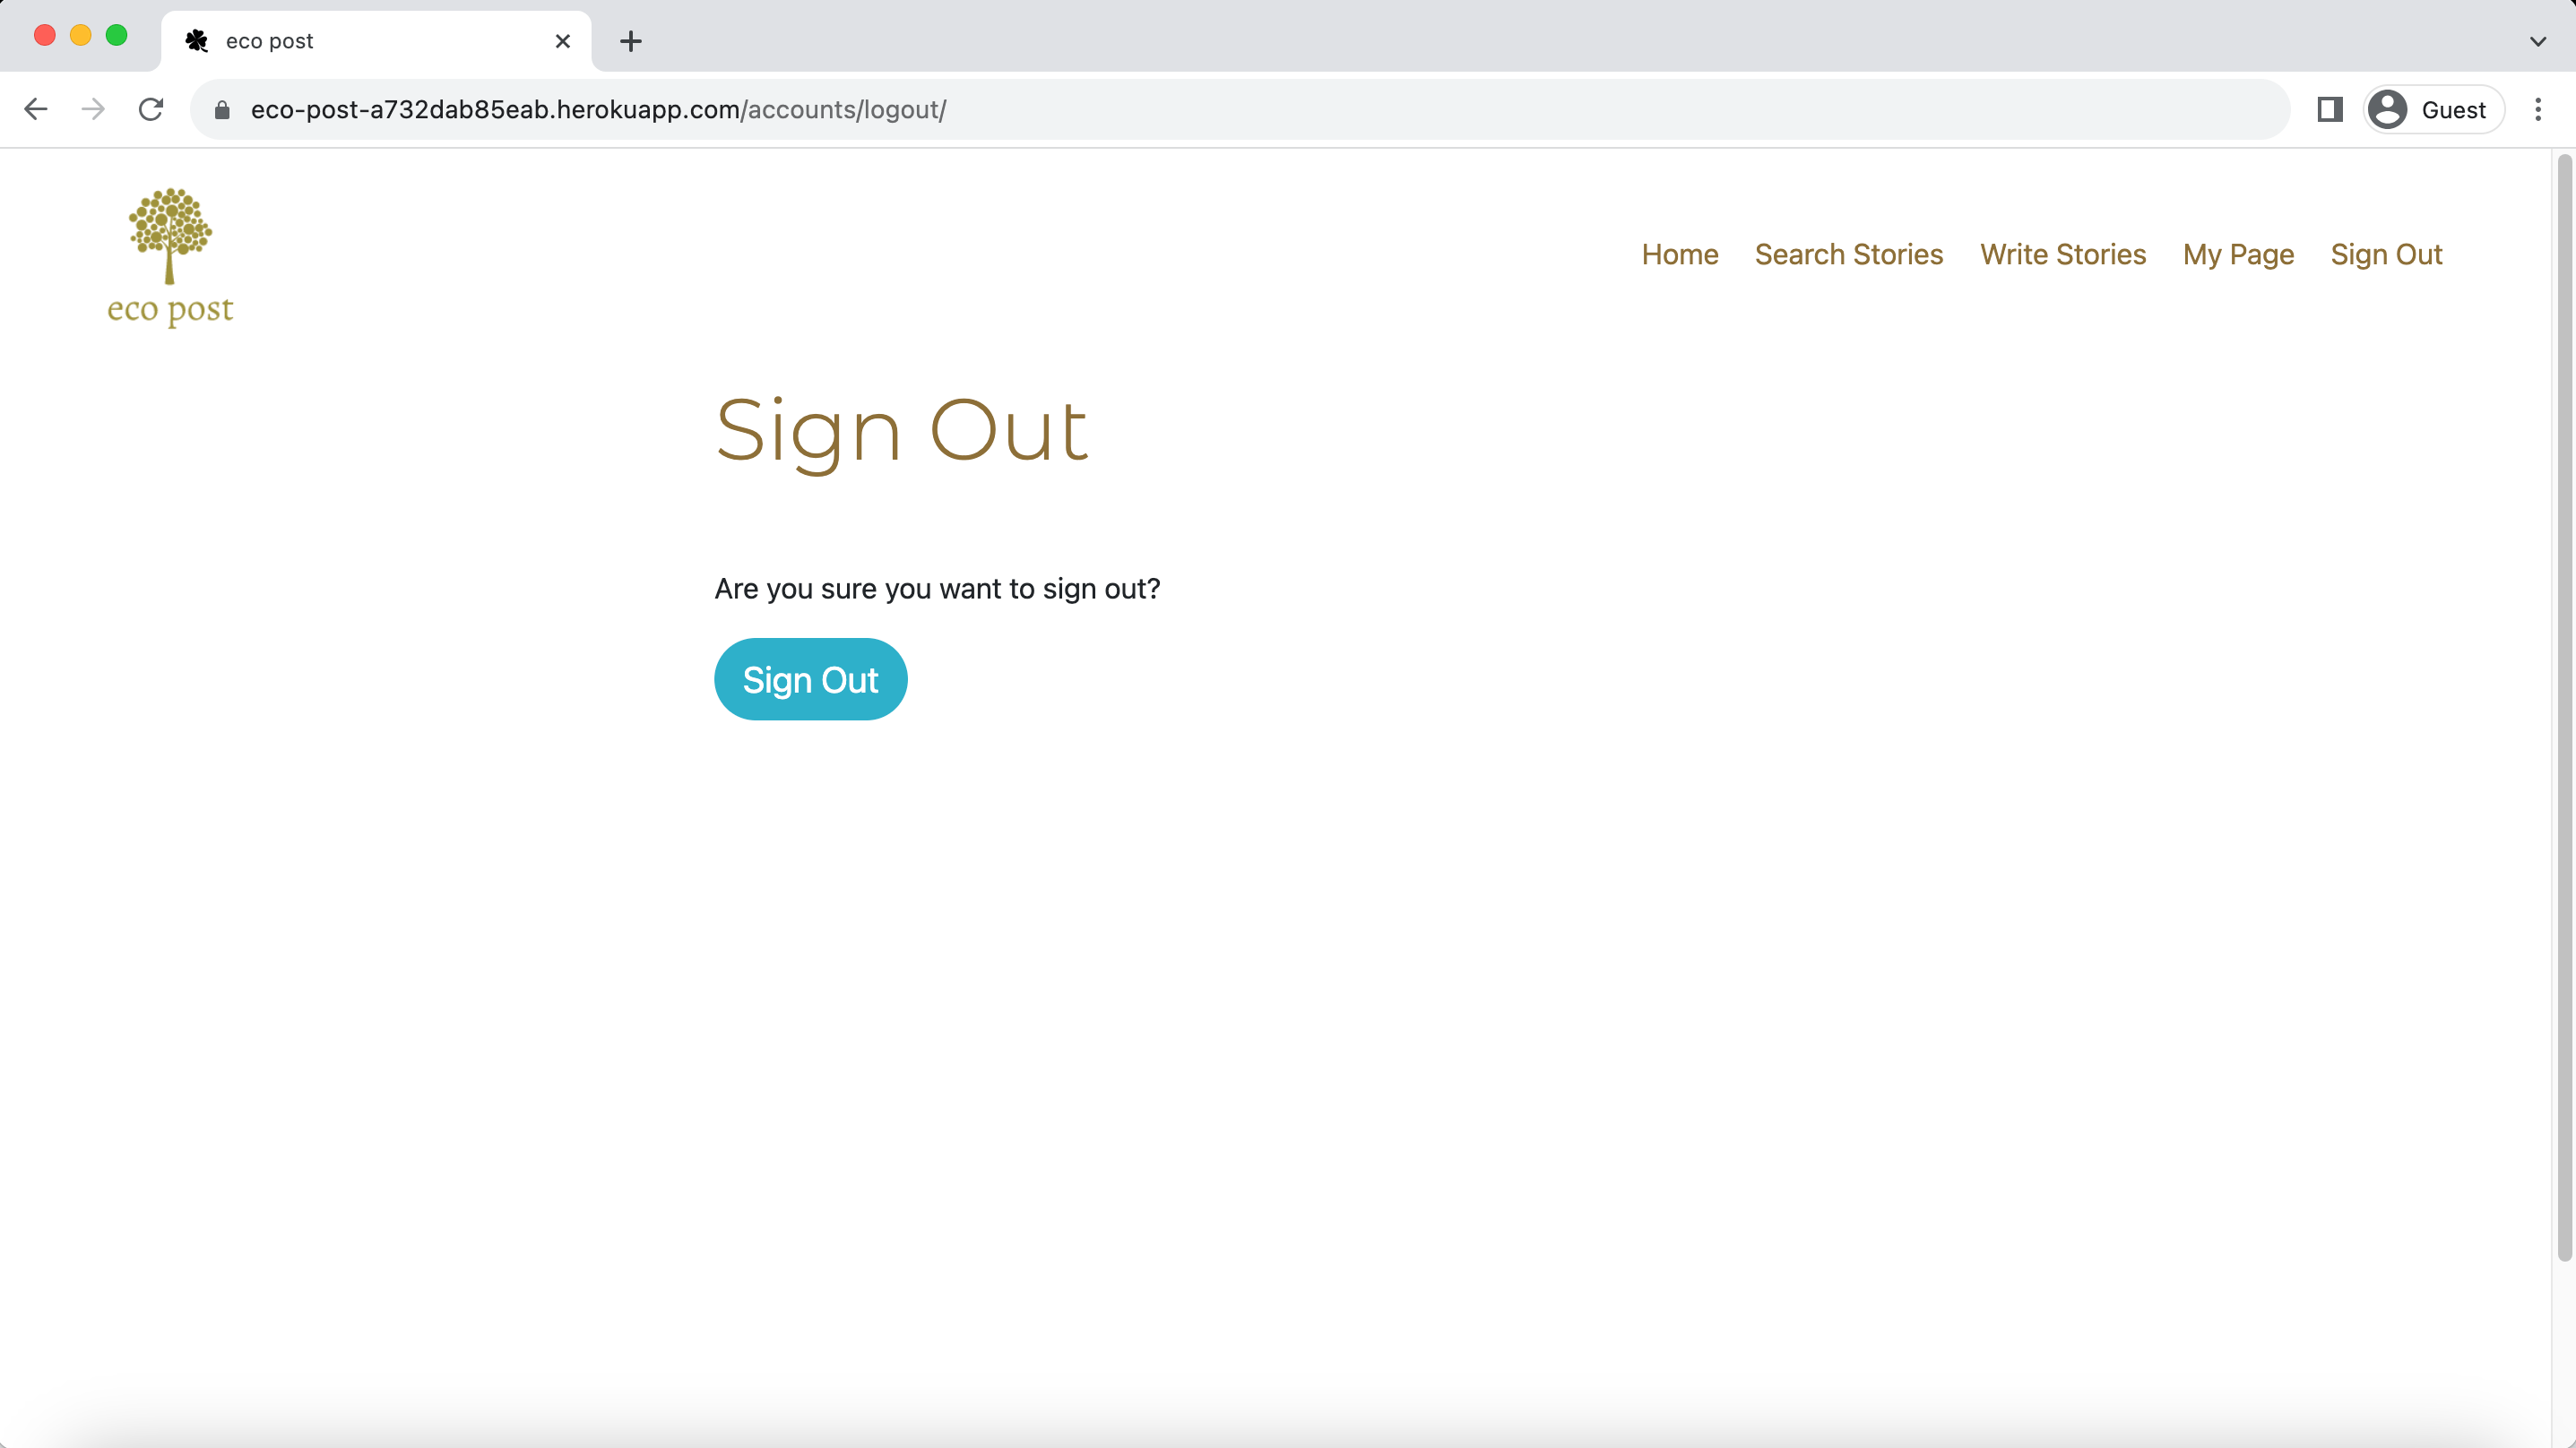 eco post
eco-post-a732dab85eab.herokuapp.com/accounts/logout/
Guest
eco post
Home Search Stories Write Stories My Page Sign Out
Sign Out
Are you sure you want to sign out?
Sign Out